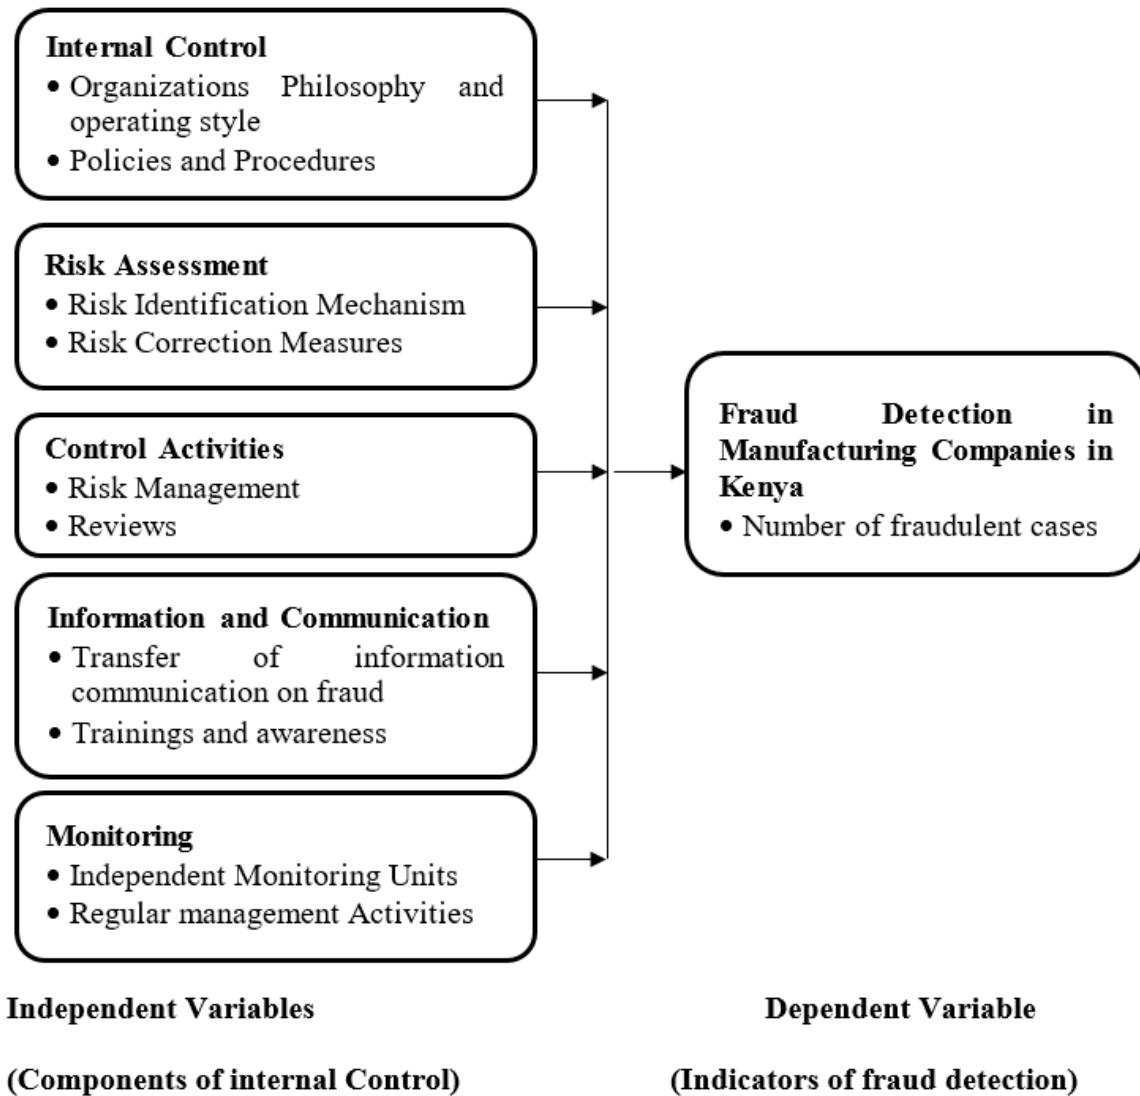 Internal Control
• Organizations Philosophy and
operating style
• Policies and Procedures
Risk Assessment
• Risk Identification Mechanism
• Risk Correction Measures
Control Activities
• Risk Management
• Reviews
Information and Communication
• Transfer of information
communication on fraud
• Trainings and awareness
Monitoring
• Independent Monitoring Units
• Regular management Activities
Fraud Detection in
Manufacturing Companies in
Kenya
• Number of fraudulent cases
Independent Variables
(Components of internal Control)
Dependent Variable
(Indicators of fraud detection)